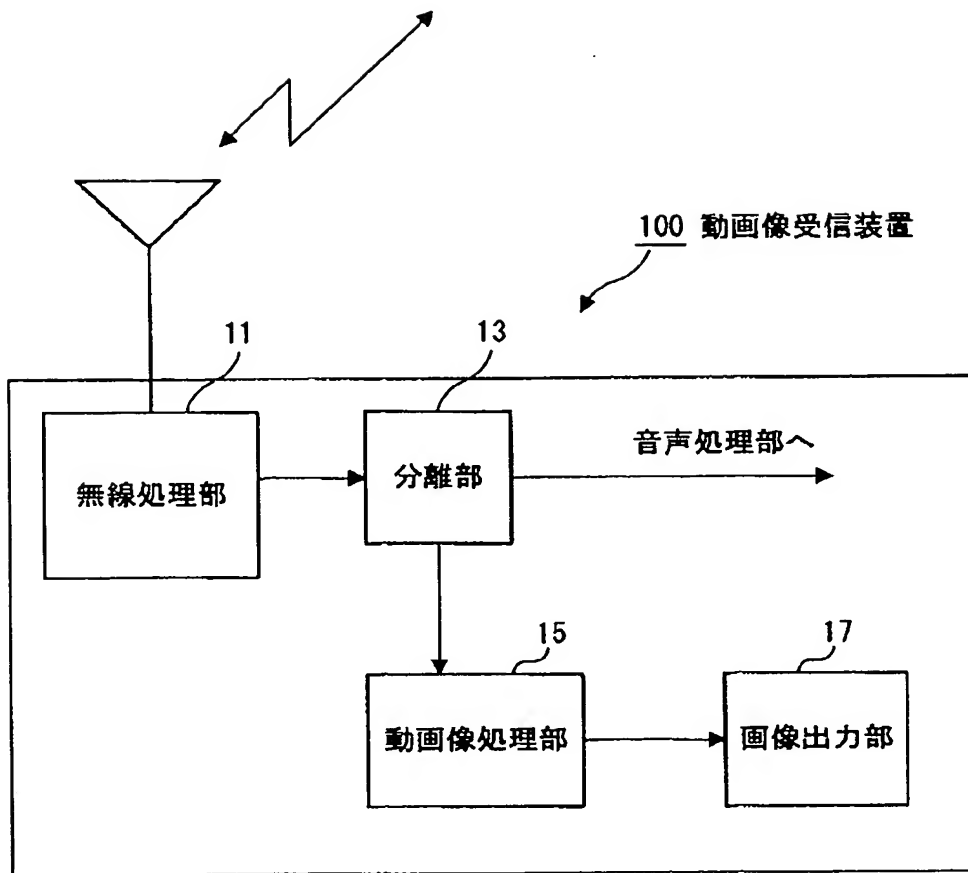 100 動画像受信装置
11
13
音声処理部へ
無線処理部
分離部
15
17
動画像処理部
画像出力部